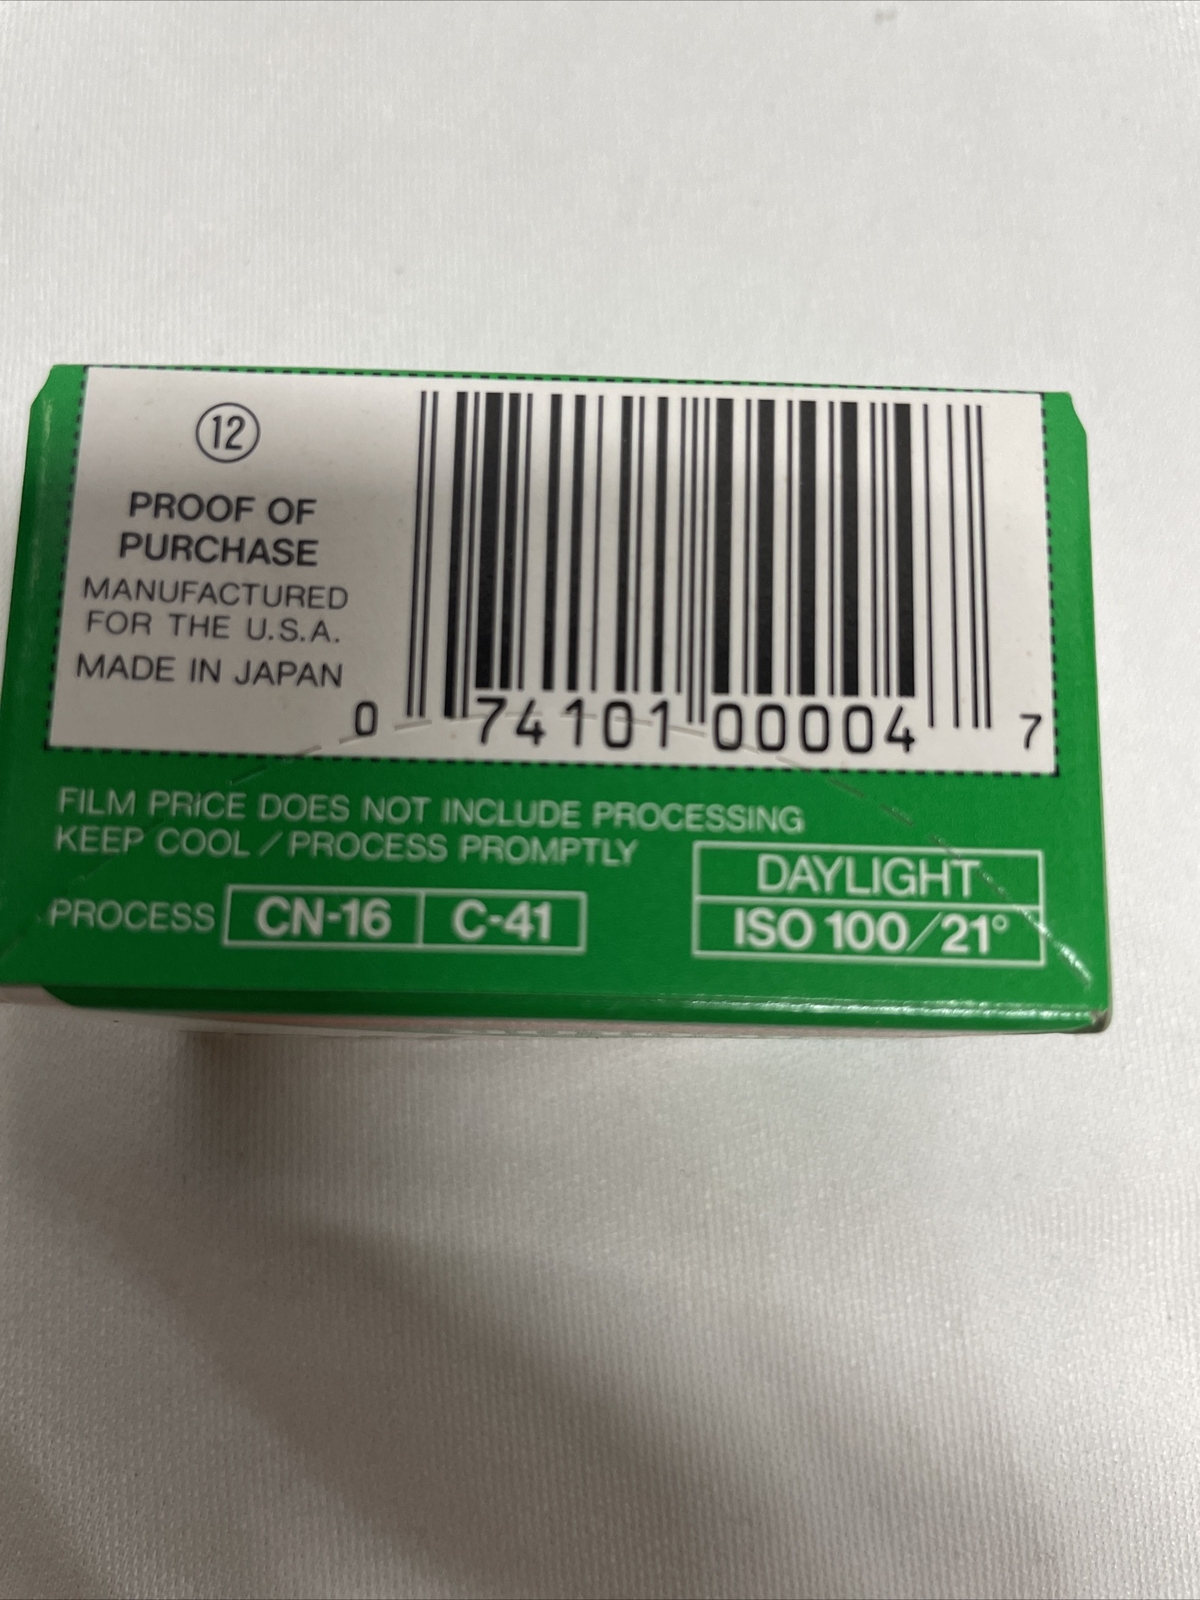 12
PROOF OF
PURCHASE
MANUFACTURED
FOR THE U.S.A.
MADE IN JAPAN
0 74101 00004 7
FILM PRICE DOES NOT INCLUDE PROCESSING
KEEP COOL / PROCESS PROMPTLY
PROCESS CN-16 C-41
DAYLIGHT
ISO 100/21°